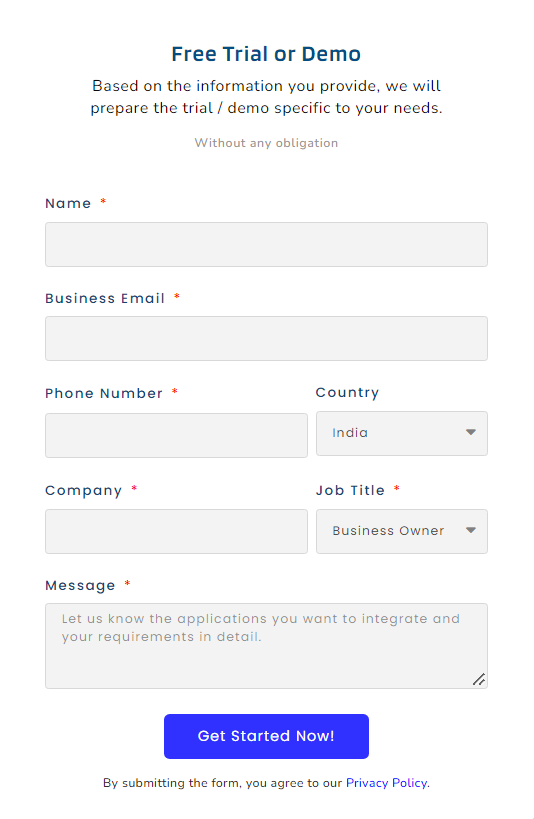 Free Trial or Demo
Based on the information you provide, we will
prepare the trial / demo specific to your needs.
Without any obligation
Name *
Business Email *
Phone Number * Country
India
Company * Job Title *
Business Owner
Message *
Let us know the applications you want to integrate and
your requirements in detail.
Get Started Now!
By submitting the form, you agree to our Privacy Policy.